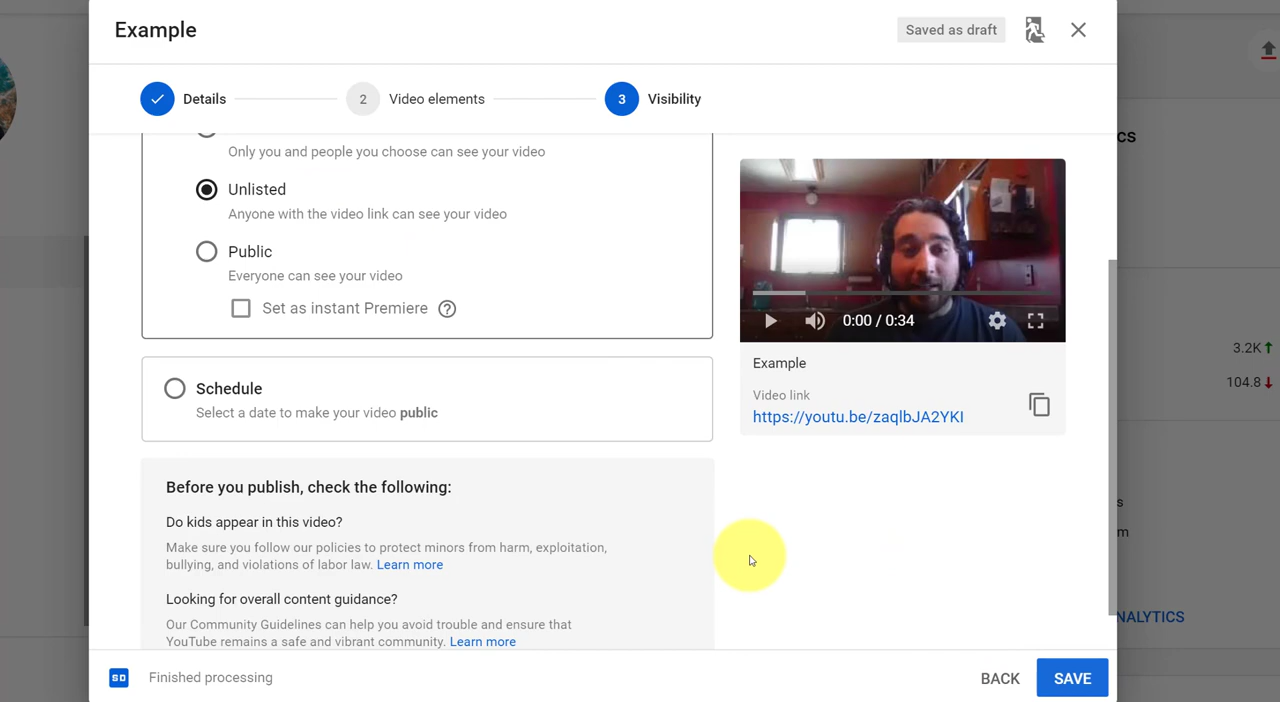 Example
Saved as draft
Details
2
Video elements
3
Visibility
CS
Only you and people you choose can see your video
Unlisted
Anyone with the video link can see your video
Public
Everyone can see your video
Set as instant Premiere ?
0:00 / 0:34
3.2K
Example
104.8
Schedule
Select a date to make your video public
Video link
https://youtu.be/zaqlbJA2YKI
Before you publish, check the following:
s
Do kids appear in this video?
m
Make sure you follow our policies to protect minors from harm, exploitation,
bullying, and violations of labor law. Learn more
Looking for overall content guidance?
NALYTICS
Our Community Guidelines can help you avoid trouble and ensure that
YouTube remains a safe and vibrant community. Learn more
SD
Finished processing
BACK
SAVE